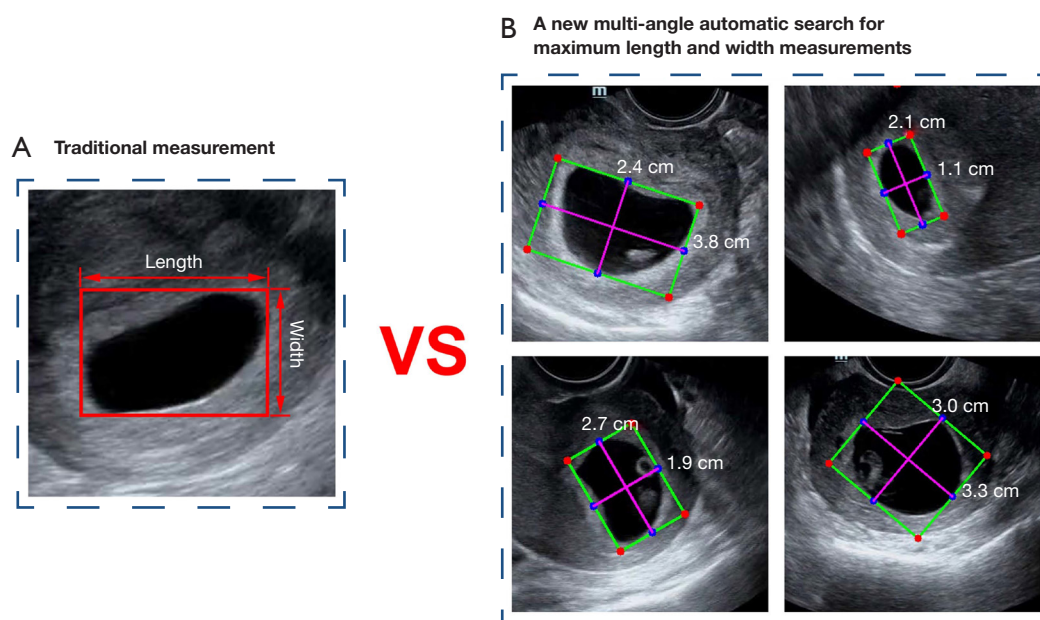 A Traditional measurement
Length
Width
VS
B A new multi-angle automatic search for
maximum length and width measurements
m
2.4 cm
3.8 cm
2.1 cm
1.1 cm
2.7 cm
1.9 cm
m
3.0 cm
3.3 cm